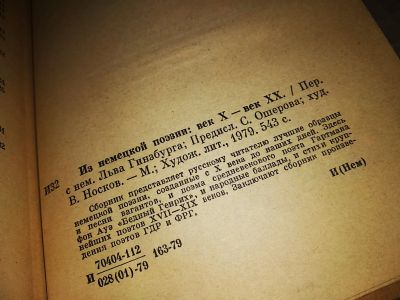 И32
Из немецкой поэзии: век X — век XX. / Пер.
с нем. Льва Гинзбурга; Предисл. С. Ошерова; худ.
В. Носков. — М.; Худож. лит., 1979. 543 с.
Сборник представляет русскому читателю лучшие образцы
немецкой поэзии, созданные с X века до наших дней. Здесь
и песни вагантов, и поэма средневекового поэта Гартмана
фон Ауэ «Бедный Генрих», и народные баллады, и стихи круп-
нейших поэтов XVII—XIX веков. Заключают сборник произве-
дения поэтов ГДР и ФРГ.
И 70404-112
028(01)-79 163-79
И(Нем)